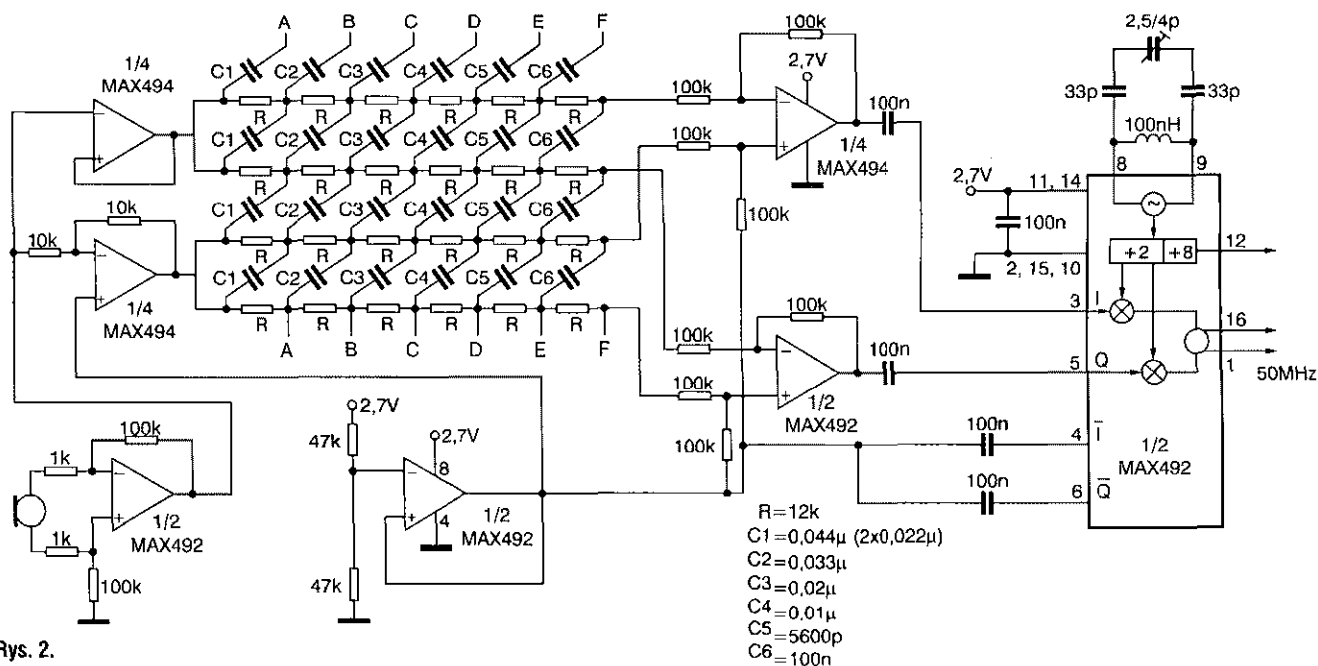 A B C D E F
C1 C2 C3 C4 C5 C6
R R R R R R
C1 C2 C3 C4 C5 C6
R R R R R R
C1 C2 C3 C4 C5 C6
R R R R R R
C1 C2 C3 C4 C5 C6
R R R R R R
A B C D E F
1/4
MAX494
−
+
10k
10k
−
+
1/4
MAX494
100k
1k
−
+
1k
1/2
MAX492
100k
2,7V
47k
2,7V
8
−
+
4
1/2
MAX492
47k
100k
2,7V
100k
−
+
100k
1/4
MAX494
100n
100k
100k
100k
−
+
100k
1/2
MAX492
100k
100n
100n
100n
2,5/4p
33p
33p
100nH
8
9
2,7V
11, 14
100n
2, 15, 10
~
+2
+8
12
3
I
16
5
Q
1
50MHz
4
I̅
1/2
MAX492
6
Q̅
R=12k
C1=0,044µ (2x0,022µ)
C2=0,033µ
C3=0,02µ
C4=0,01µ
C5=5600p
C6=100n
Rys. 2.